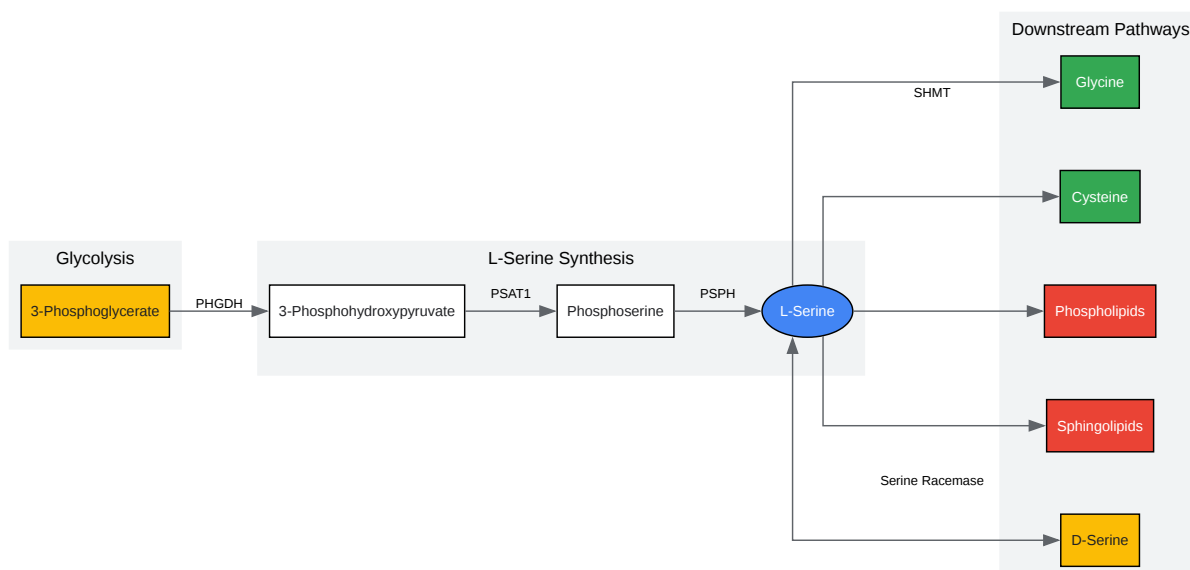 Downstream Pathways
Glycine
SHMT
Cysteine
Glycolysis
L-Serine Synthesis
3-Phosphoglycerate
PHGDH
3-Phosphohydroxypyruvate
PSAT1
Phosphoserine
PSPH
L-Serine
Phospholipids
Sphingolipids
Serine Racemase
D-Serine